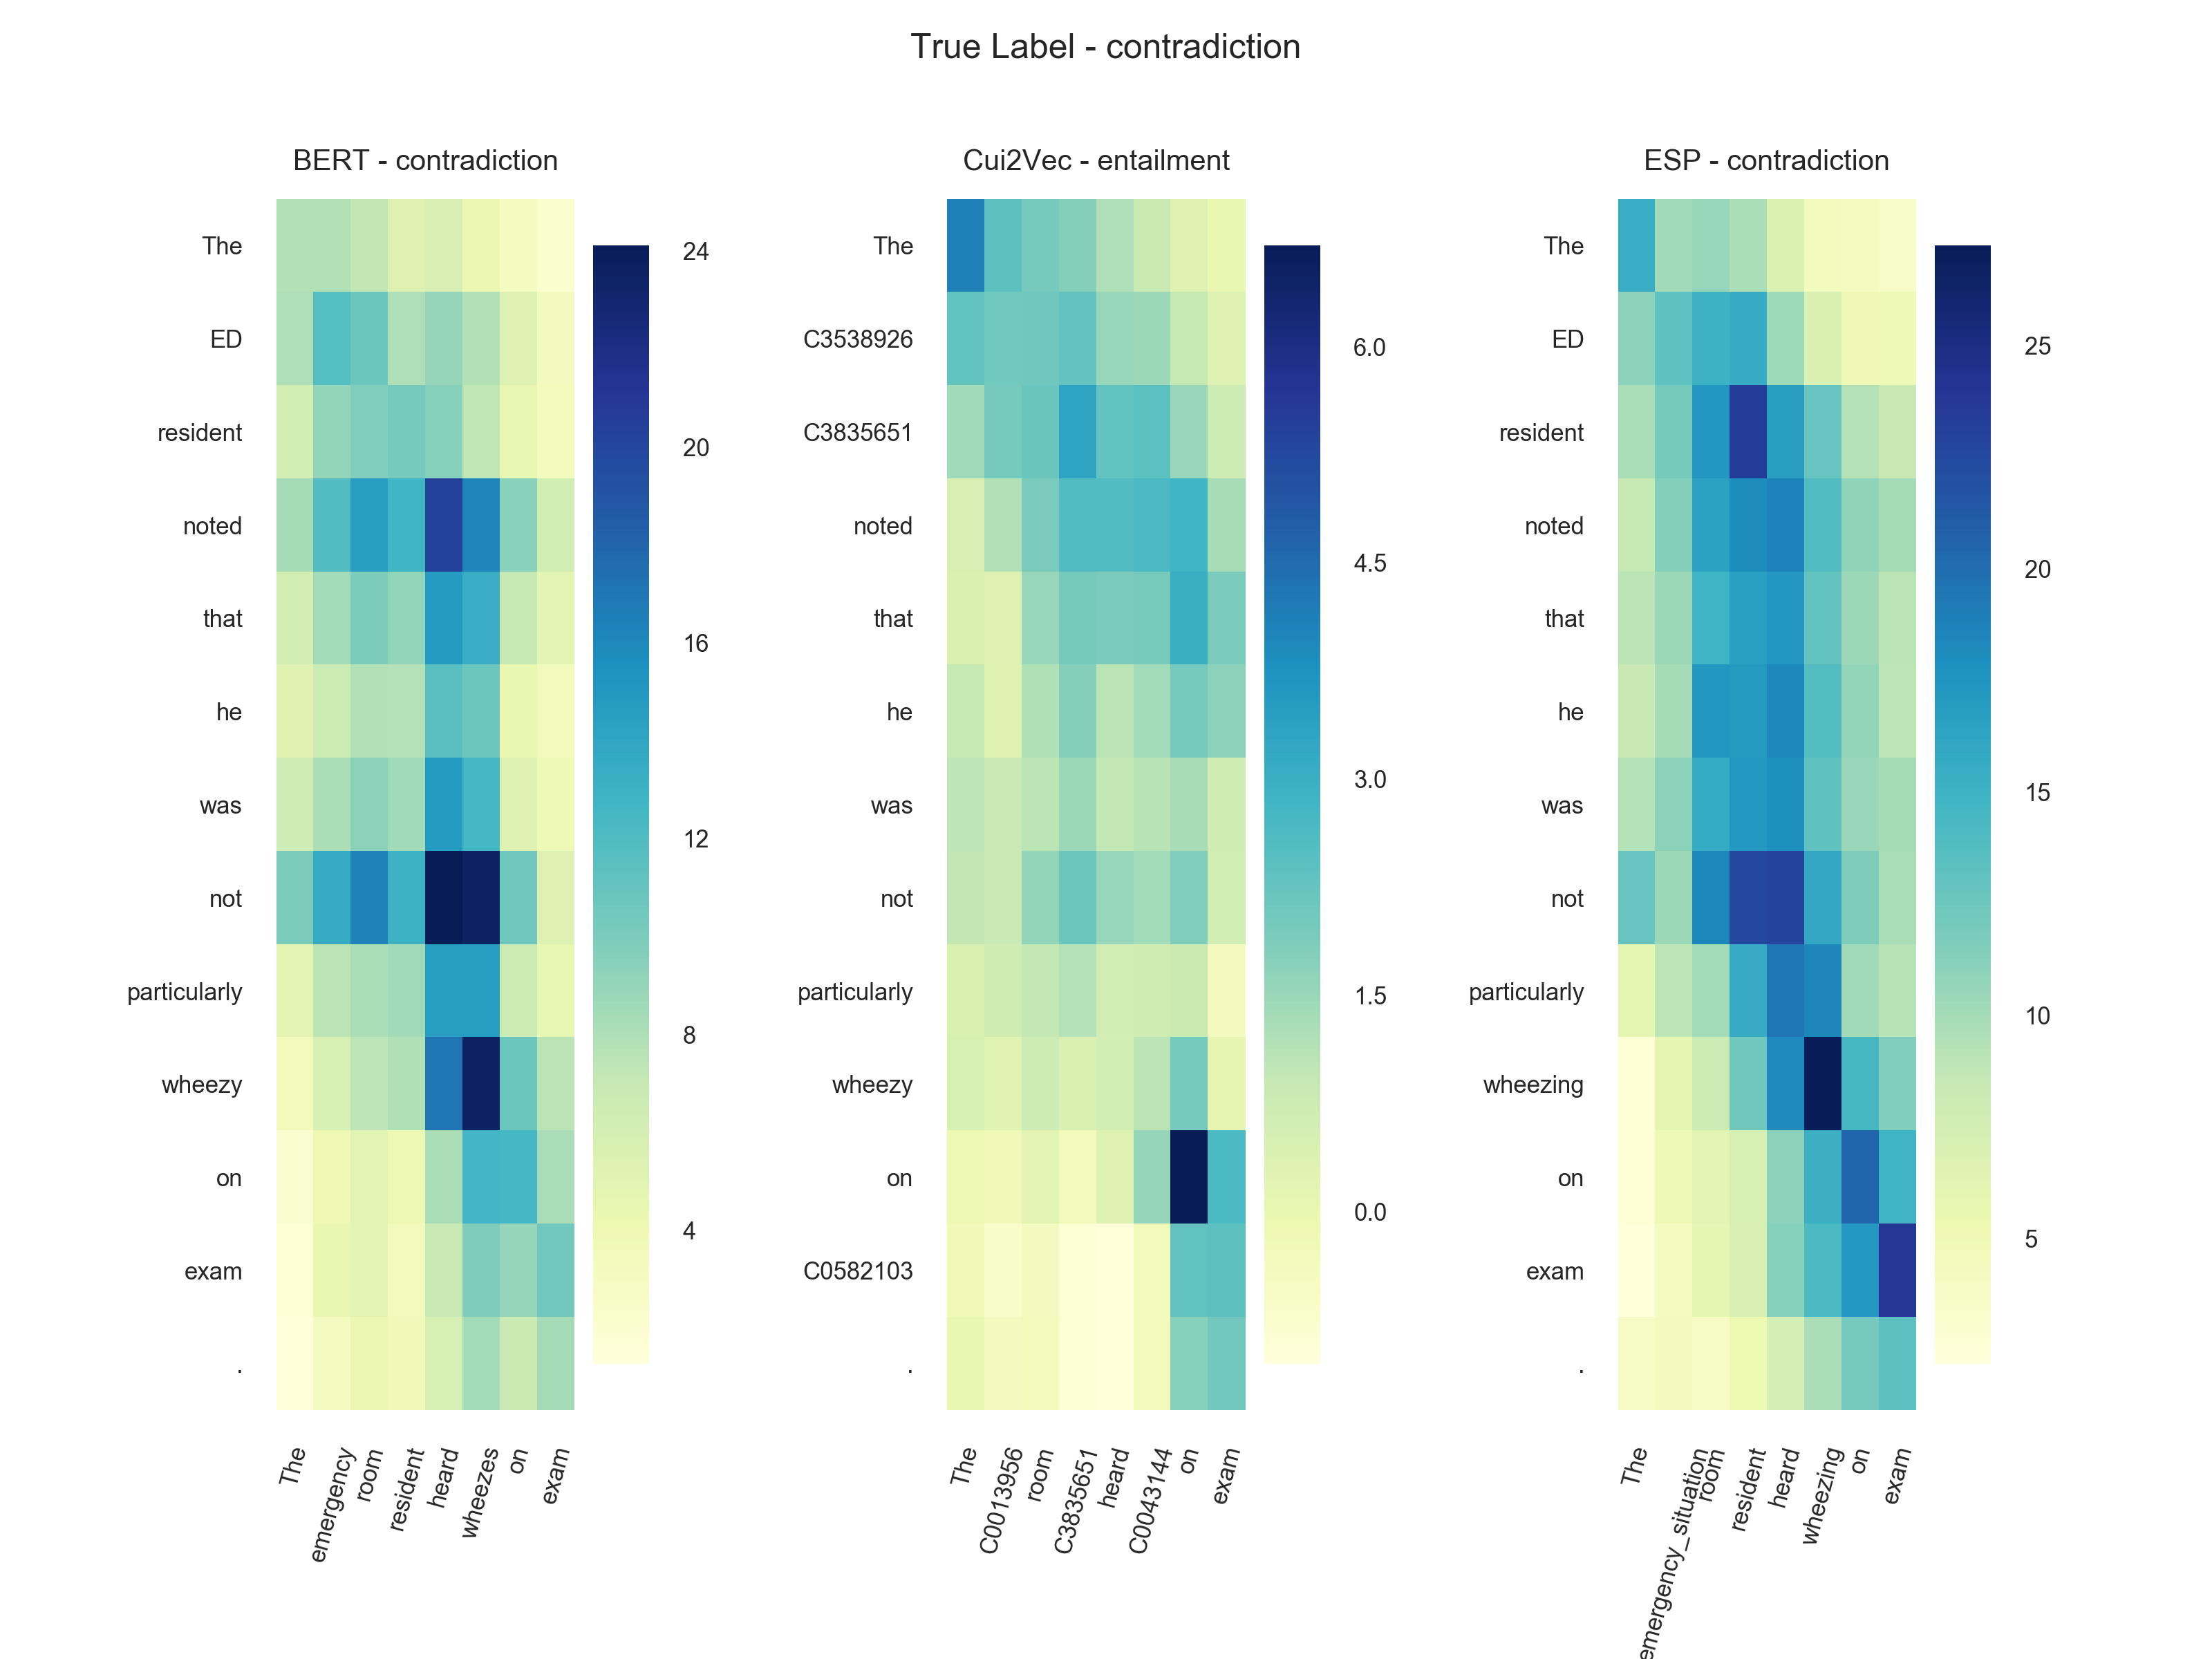 True Label - contradiction
BERT - contradiction
The
ED
resident
noted
that
he
was
not
particularly
wheezy
on
exam
.
The
emergency
room
resident
heard
wheezes
on
exam
24
20
16
12
8
4
Cui2Vec - entailment
The
C3538926
C3835651
noted
that
he
was
not
particularly
wheezy
on
C0582103
.
The
C0013956
room
C3835651
heard
C0043144
on
exam
6.0
4.5
3.0
1.5
0.0
ESP - contradiction
The
ED
resident
noted
that
he
was
not
particularly
wheezing
on
exam
.
The
emergency_situation
room
resident
heard
wheezing
on
exam
25
20
15
10
5